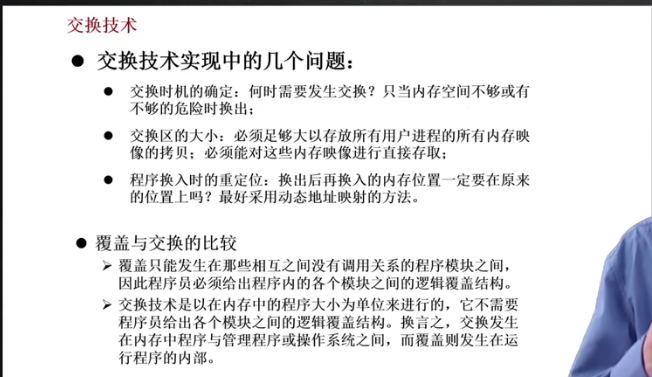 交换技术
● 交换技术实现中的几个问题：
● 交换时机的确定：何时需要发生交换？只当内存空间不够或有
不够的危险时换出；
● 交换区的大小：必须足够大以存放所有用户进程的所有内存映
像的拷贝；必须能对这些内存映像进行直接存取；
● 程序换入时的重定位：换出后再换入的内存位置一定要在原来
的位置上吗？最好采用动态地址映射的方法。
● 覆盖与交换的比较
➢ 覆盖只能发生在那些相互之间没有调用关系的程序模块之间，
因此程序员必须给出程序内的各个模块之间的逻辑覆盖结构。
➢ 交换技术是以在内存中的程序大小为单位来进行的，它不需要
程序员给出各个模块之间的逻辑覆盖结构。换言之，交换发生
在内存中程序与管理程序或操作系统之间，而覆盖则发生在运
行程序的内部。